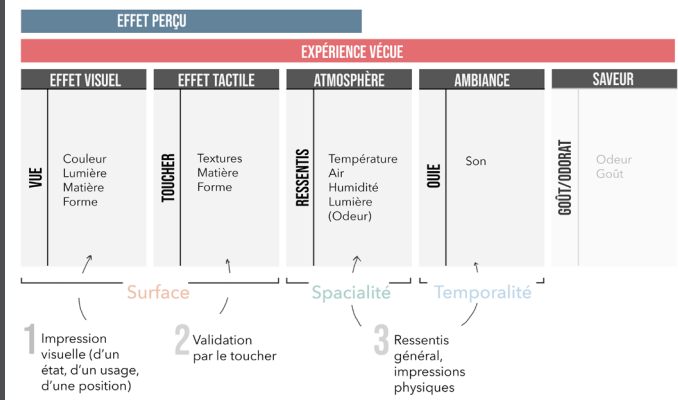 EFFET PERÇU
EXPÉRIENCE VÉCUE
EFFET VISUEL
VUE
Couleur
Lumière
Matière
Forme
EFFET TACTILE
TOUCHER
Textures
Matière
Forme
ATMOSPHÈRE
RESSENTIS
Température
Air
Humidité
Lumière
(Odeur)
AMBIANCE
OUIE
Son
SAVEUR
GOÛT/ODORAT
Odeur
Goût
Surface
Spacialité
Temporalité
1
Impression
visuelle (d'un
état, d'un usage,
d'une position)
2
Validation
par le toucher
3
Ressentis
général,
impressions
physiques